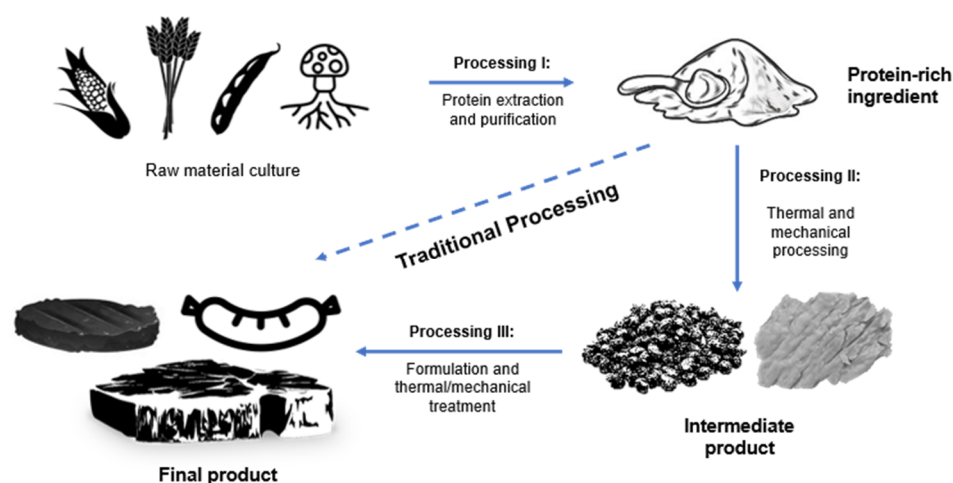 Processing I:
Protein extraction
and purification
Protein-rich
ingredient
Raw material culture
Processing II:
Thermal and
mechanical
processing
Traditional Processing
Processing III:
Formulation and
thermal/mechanical
treatment
Intermediate
product
Final product